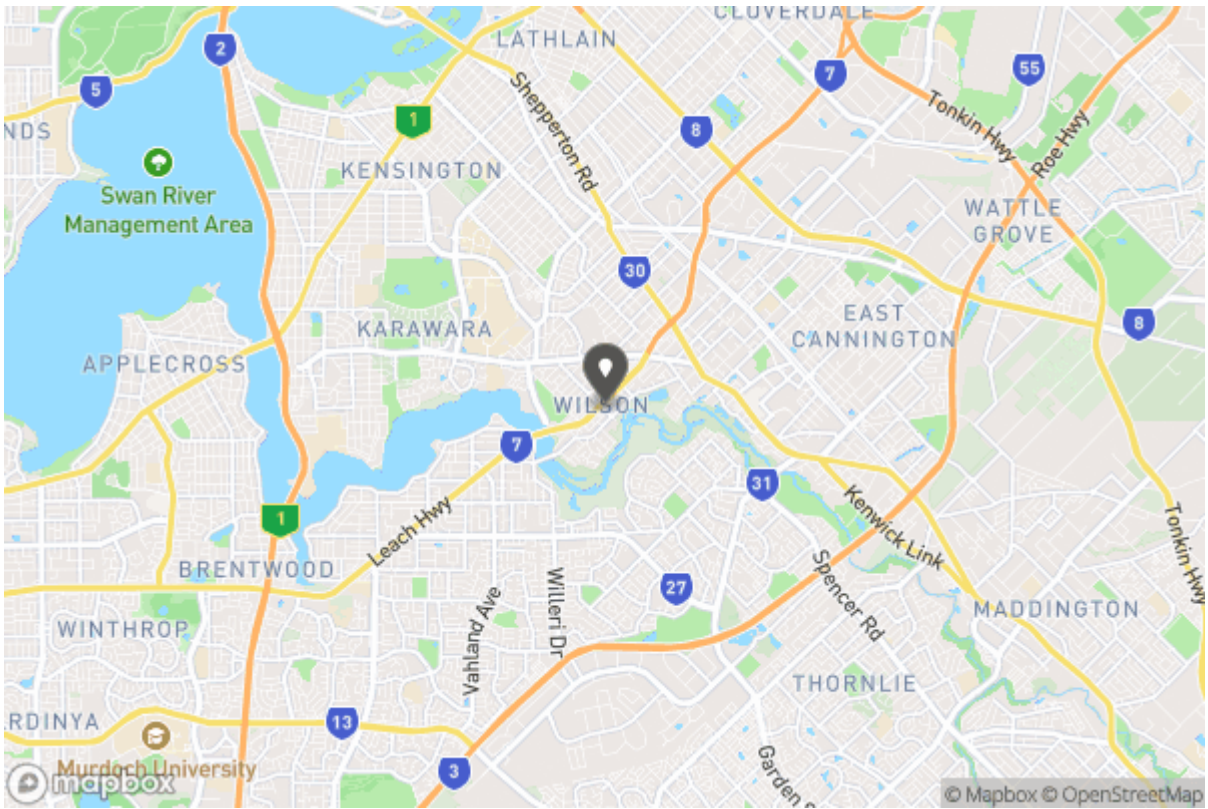 CLOVERDALE
LATHLAIN
2
7
55
5
Shepperton Rd
Tonkin Hwy
1
8
Roe Hwy
NDS
KENSINGTON
Swan River
Management Area
WATTLE
GROVE
30
EAST
CANNINGTON
8
KARAWARA
APPLECROSS
WILSON
7
31
Kenwick Link
Tonkin Hwy
1
Leach Hwy
BRENTWOOD
Spencer Rd
27
Willeri Dr
Vahland Ave
MADDINGTON
WINTHROP
THORNLIE
RDINYA
13
Murdoch University
3
Garden S
mapbox
© Mapbox © OpenStreetMap